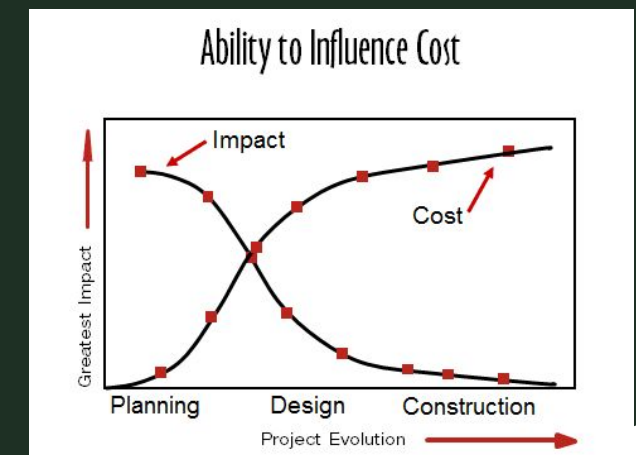 Ability to Influence Cost
Impact
Cost
Greatest Impact
Planning Design Construction
Project Evolution